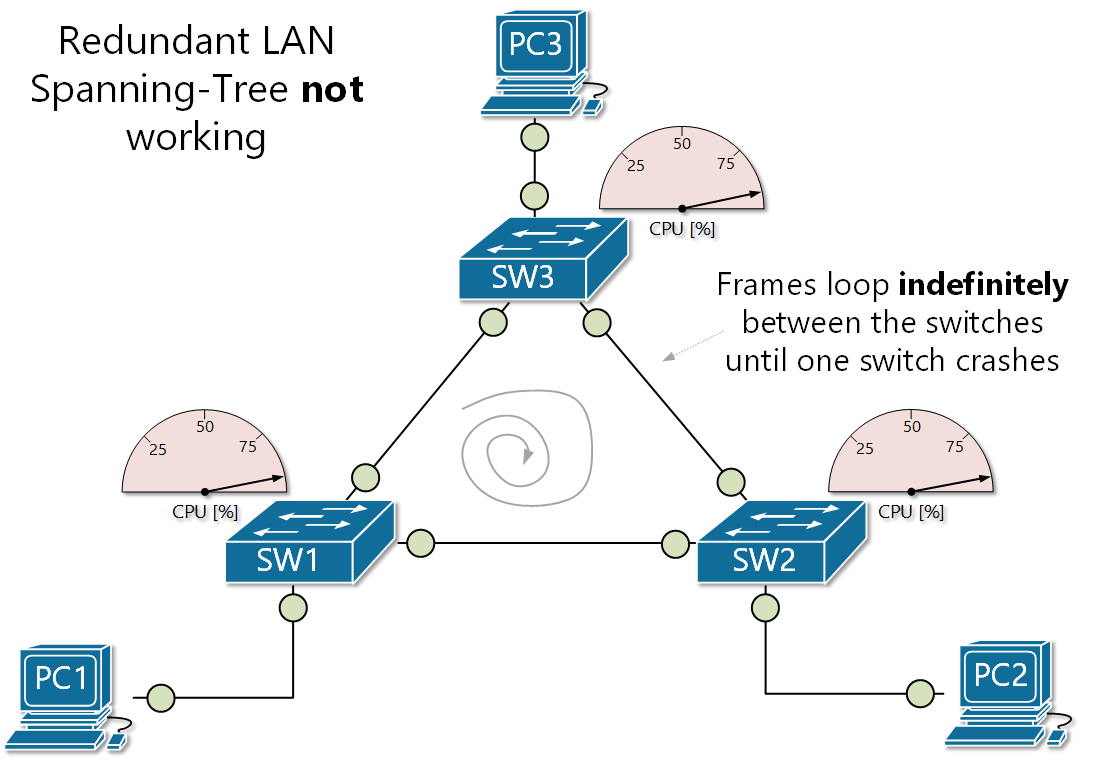 Redundant LAN
Spanning-Tree not
working
PC3
25 50 75
CPU [%]
SW3
Frames loop indefinitely
between the switches
until one switch crashes
25 50 75
CPU [%]
25 50 75
CPU [%]
SW1
SW2
PC1
PC2